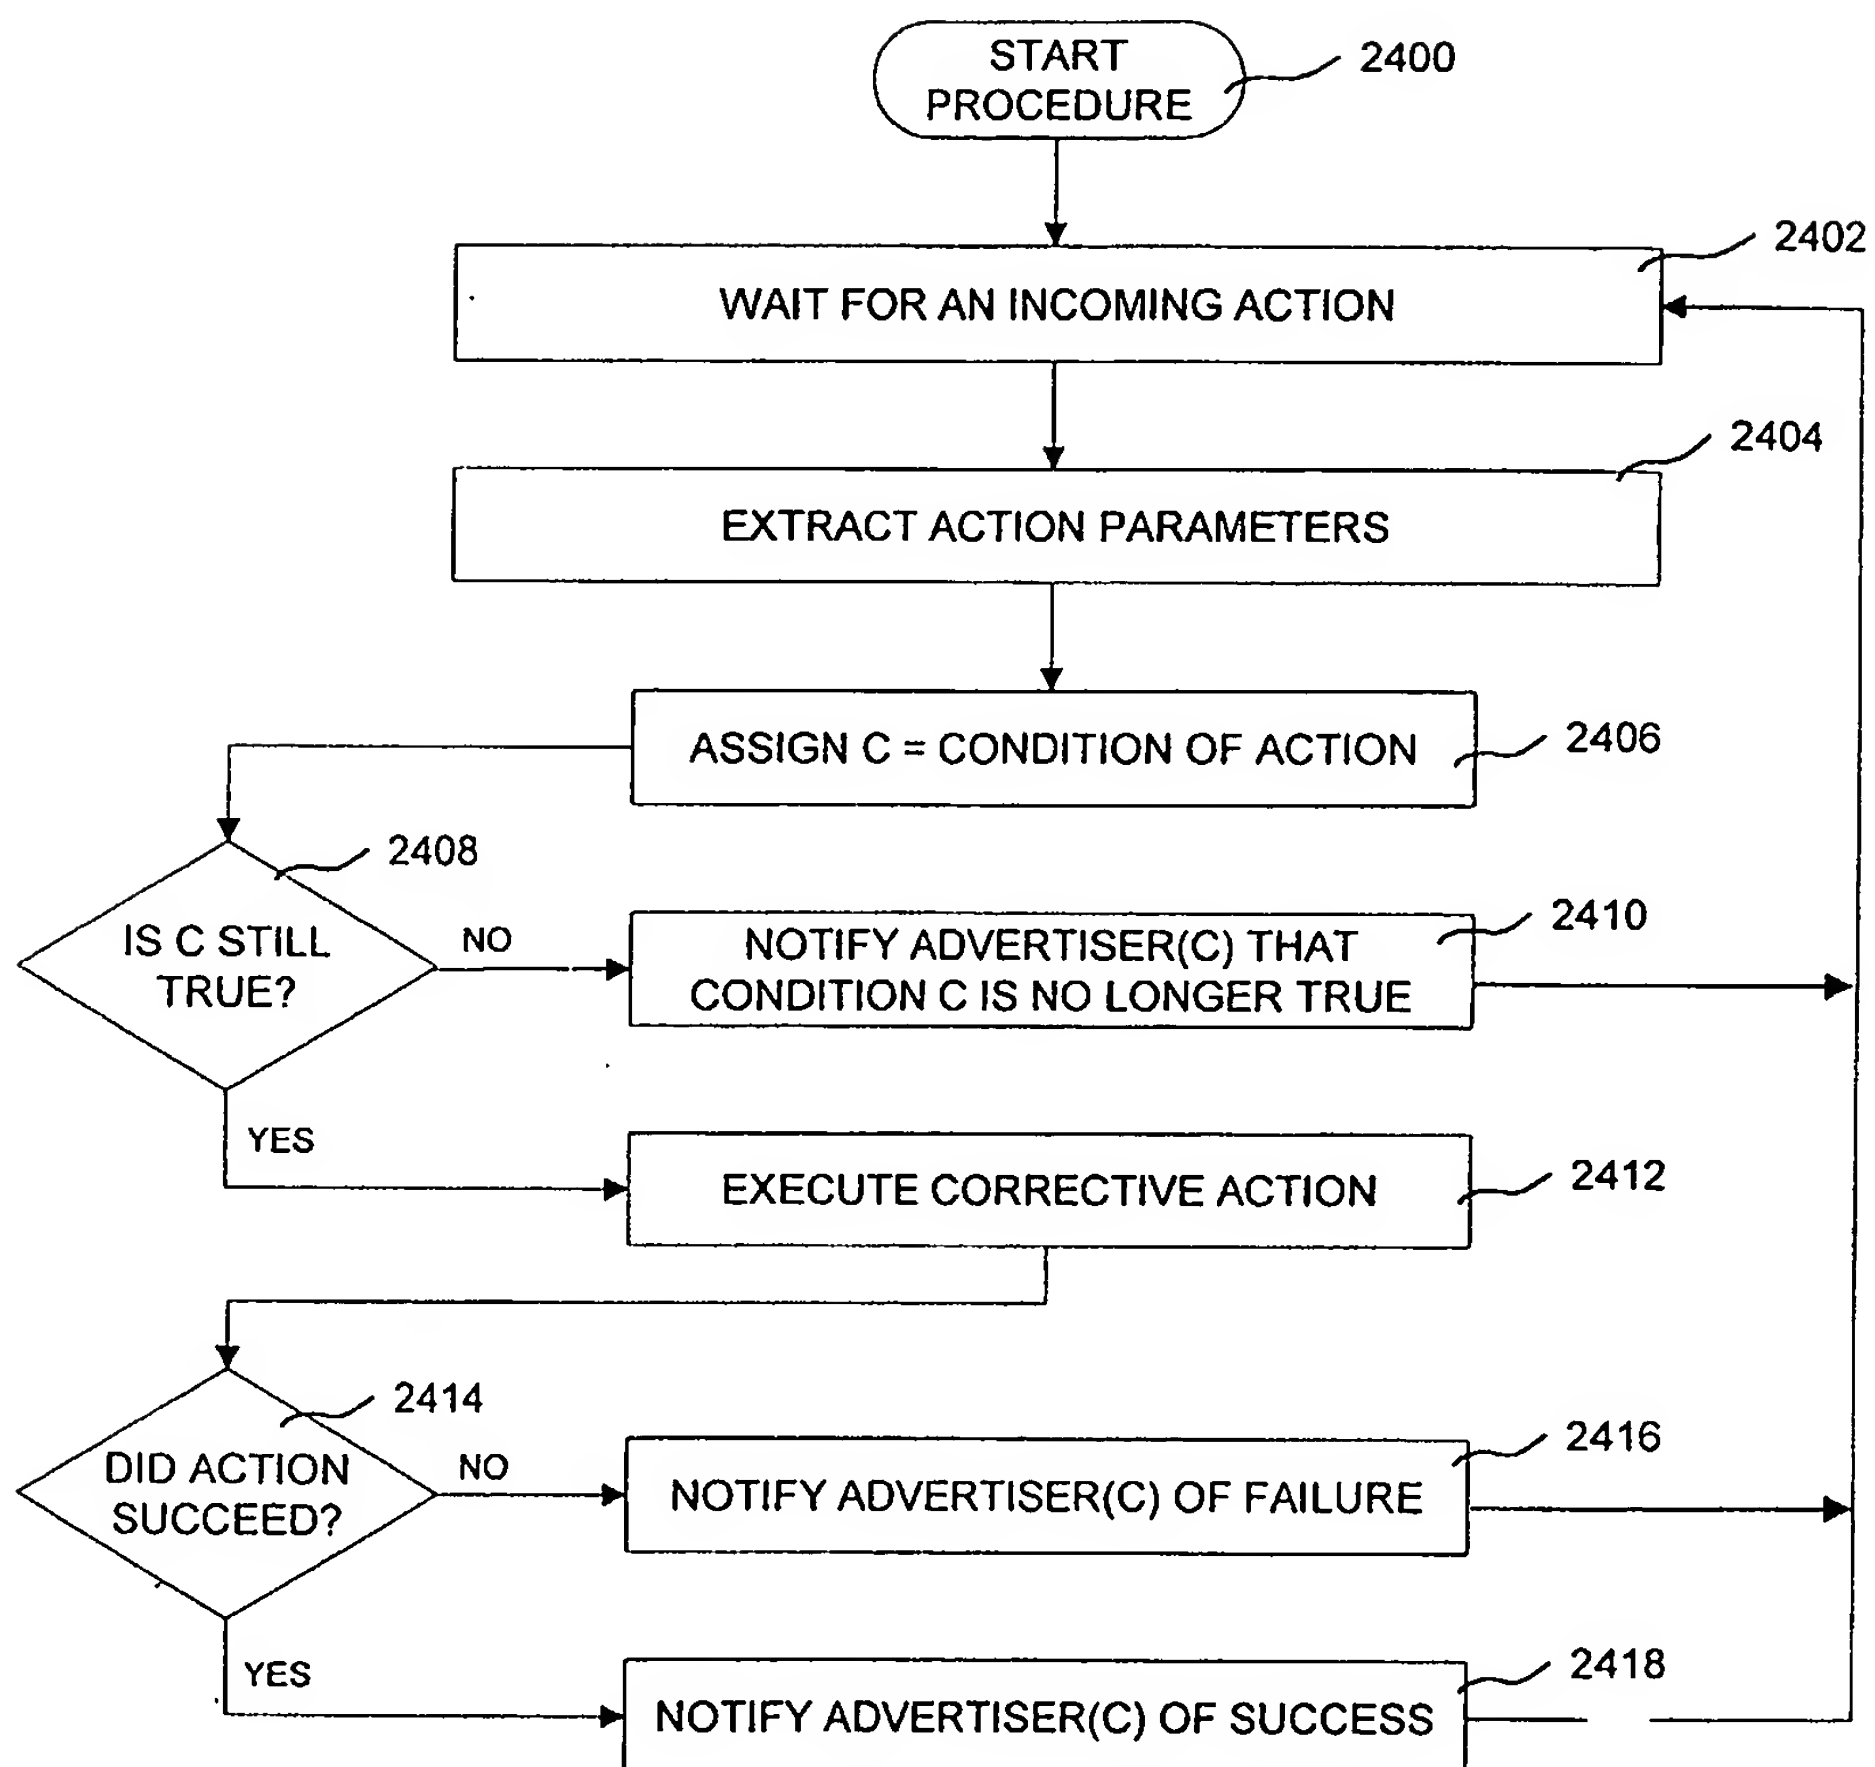 START
PROCEDURE
2400
2402
WAIT FOR AN INCOMING ACTION
2404
EXTRACT ACTION PARAMETERS
ASSIGN C = CONDITION OF ACTION
2406
2408
IS C STILL
TRUE?
NO
NOTIFY ADVERTISER(C) THAT
CONDITION C IS NO LONGER TRUE
2410
YES
EXECUTE CORRECTIVE ACTION
2412
2414
DID ACTION
SUCCEED?
NO
NOTIFY ADVERTISER(C) OF FAILURE
2416
YES
NOTIFY ADVERTISER(C) OF SUCCESS
2418